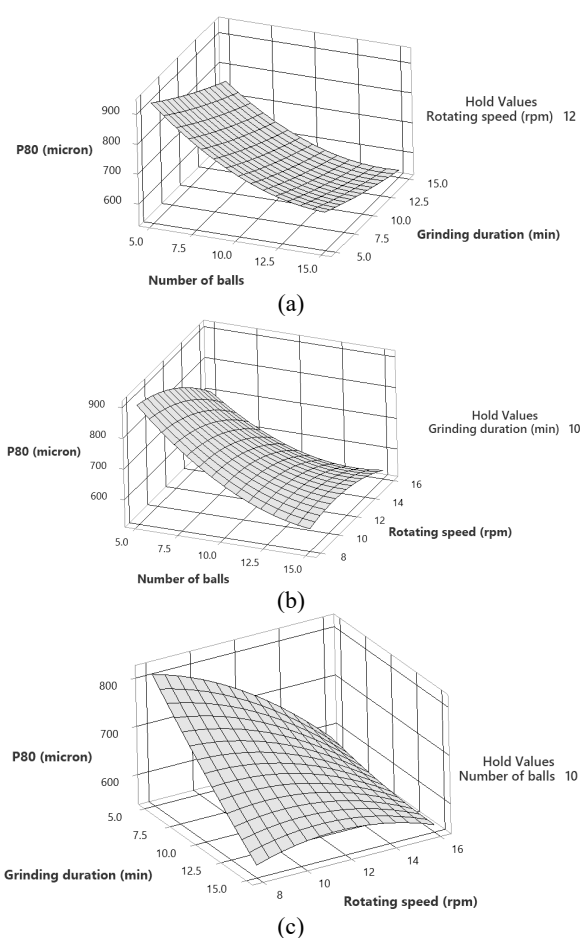 900
800
700
600
P80 (micron)
5.0
7.5
10.0
12.5
15.0
Number of balls
5.0
7.5
10.0
12.5
15.0
Grinding duration (min)
Hold Values
Rotating speed (rpm) 12
(a)
900
800
700
600
P80 (micron)
5.0
7.5
10.0
12.5
15.0
Number of balls
8
10
12
14
16
Rotating speed (rpm)
Hold Values
Grinding duration (min) 10
(b)
800
700
600
P80 (micron)
5.0
7.5
10.0
12.5
15.0
Grinding duration (min)
8
10
12
14
16
Rotating speed (rpm)
Hold Values
Number of balls 10
(c)